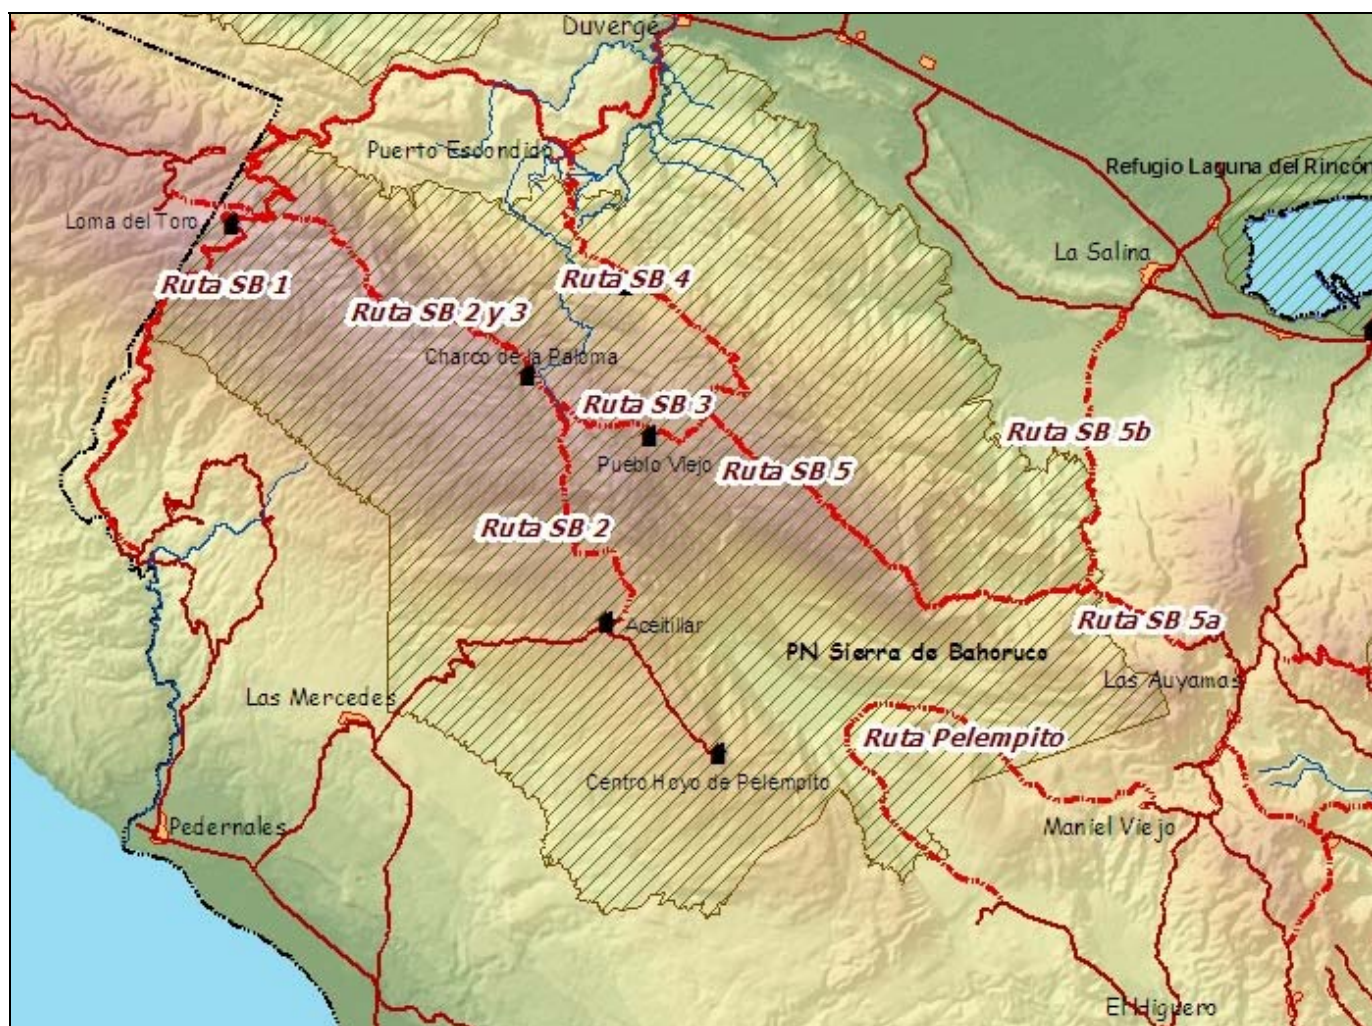 Duvergé
Puerto Escondido
Refugio Laguna del Rincón
Loma del Toro
La Salina
Ruta SB 1
Ruta SB 4
Ruta SB 2 y 3
Charco de la Paloma
Ruta SB 3
Ruta SB 5b
Pueblo Viejo
Ruta SB 5
Ruta SB 2
Aceitillar
Ruta SB 5a
PN Sierra de Bahoruco
Las Auyamas
Las Mercedes
Ruta Pelempito
Centro Hoyo de Pelempito
Pedernales
Maniel Viejo
El Higuero